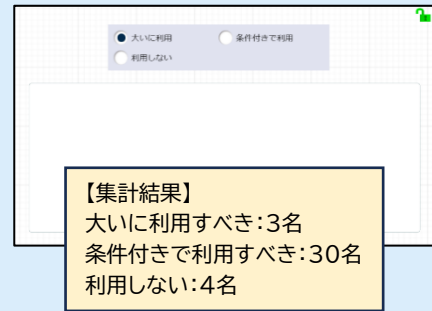 大いに利用 条件付きで利用
利用しない
【集計結果】
大いに利用すべき:3名
条件付きで利用すべき:30名
利用しない:4名